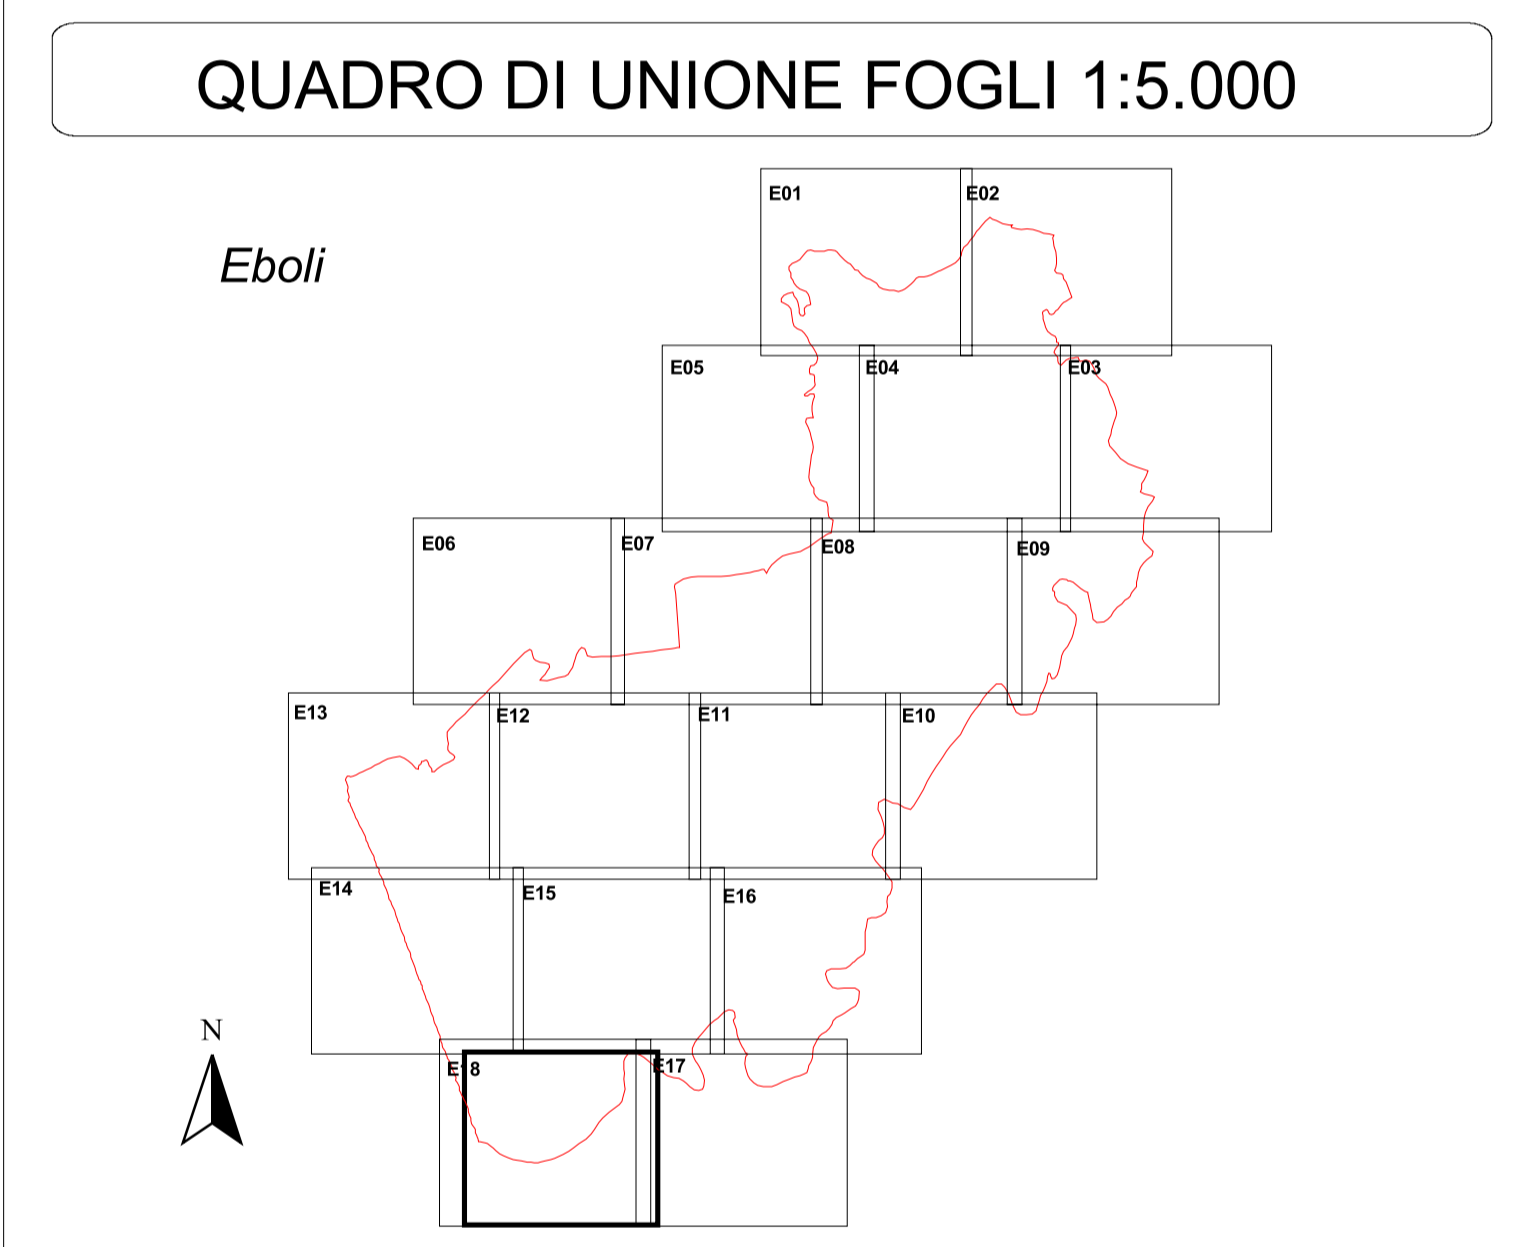 QUADRO DI UNIONE FOGLI 1:5.000
E01 E02
Eboli
E05 E04 E03
E06 E07 E08 E09
E13 E12 E11 E10
E14 E15 E16
N
E18 E17